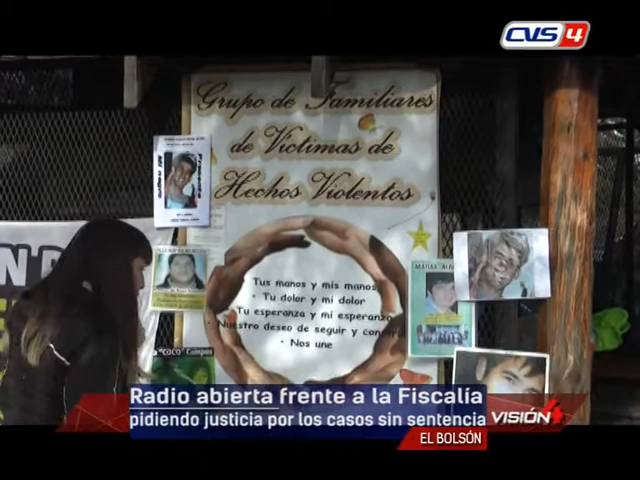 CVS 4
Grupo de Familiares
de Víctimas de
Hechos Violentos
Presente
Tus manos y mis manos
• Tu dolor y mi dolor
Tu esperanza y mi esperanza
Nuestro deseo de seguir y
• Nos une
"COCO" Campos
Radio abierta frente a la Fiscalía
pidiendo justicia por los casos sin sentencia
VISIÓN 4
EL BOLSÓN